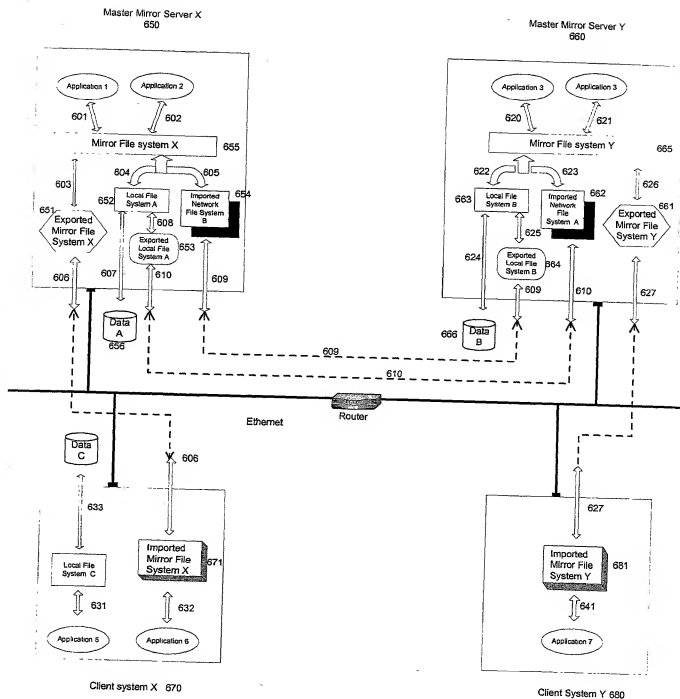 Master Mirror Server X
650
Master Mirror Server Y
660
Application 1
Application 2
601
602
Mirror File system X
655
603
604
605
651
Exported
Mirror File
System X
652
Local File
System A
654
Imported
Network
File System
B
608
Exported
Local File
System A
653
606
607
610
609
Data
A
656
Application 3
Application 3
620
621
Mirror File system Y
665
622
623
626
663
Local File
System B
Imported
Network
File
System A
662
661
Exported
Mirror File
System Y
625
624
Exported
Local File
System B
664
609
610
627
666
Data
B
609
610
Ethernet
Router
Data
C
606
633
627
Local File
System C
Imported
Mirror File
System X
671
631
632
Application 5
Application 6
Imported
Mirror File
System Y
681
641
Application 7
Client system X 670
Client System Y 680